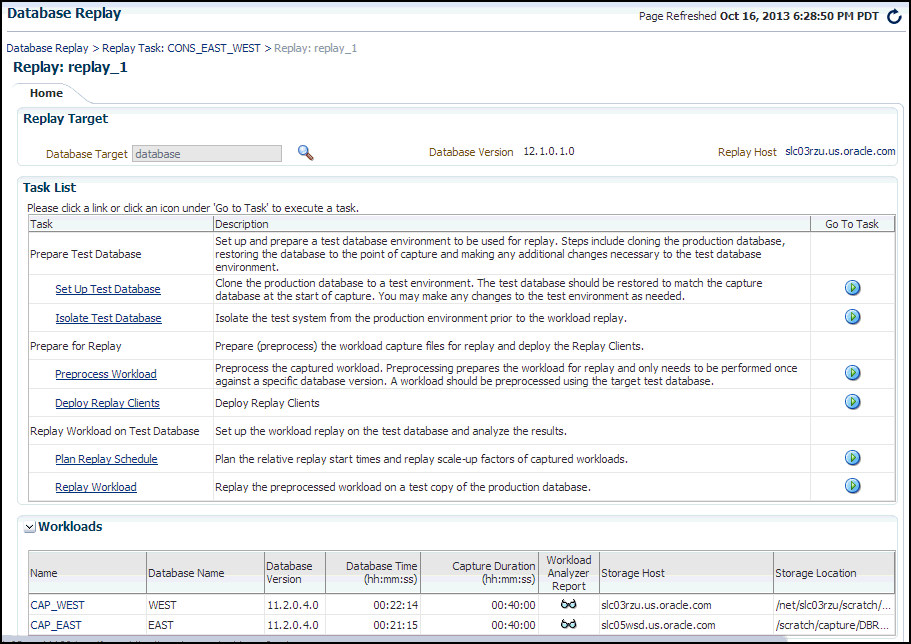 Database Replay
Page Refreshed Oct 16, 2013 6:28:50 PM PDT
Database Replay > Replay Task: CONS_EAST_WEST > Replay: replay_1
Replay: replay_1
Home
Replay Target
Database Target database Database Version 12.1.0.1.0 Replay Host slc03rzu.us.oracle.com
Task List
Please click a link or click an icon under 'Go to Task' to execute a task.
Task Description Go To Task
Prepare Test Database
Set up and prepare a test database environment to be used for replay. Steps include cloning the production database,
restoring the database to the point of capture and making any additional changes necessary to the test database
environment.
Set Up Test Database
Clone the production database to a test environment. The test database should be restored to match the capture
database at the start of capture. You may make any changes to the test environment as needed.
Isolate Test Database Isolate the test system from the production environment prior to the workload replay.
Prepare for Replay Prepare (preprocess) the workload capture files for replay and deploy the Replay Clients.
Preprocess Workload
Preprocess the captured workload. Preprocessing prepares the workload for replay and only needs to be performed once
against a specific database version. A workload should be preprocessed using the target test database.
Deploy Replay Clients Deploy Replay Clients
Replay Workload on Test Database Set up the workload replay on the test database and analyze the results.
Plan Replay Schedule Plan the relative replay start times and replay scale-up factors of captured workloads.
Replay Workload Replay the preprocessed workload on a test copy of the production database.
Workloads
Name
Database Name
Database
Version
Database Time
(hh:mm:ss)
Capture Duration
(hh:mm:ss)
Workload
Analyzer
Report
Storage Host
Storage Location
CAP_WEST WEST 11.2.0.4.0 00:22:14 00:40:00 slc03rzu.us.oracle.com /net/slc03rzu/scratch/...
CAP_EAST EAST 11.2.0.4.0 00:21:15 00:40:00 slc05wsd.us.oracle.com /scratch/capture/DBR...